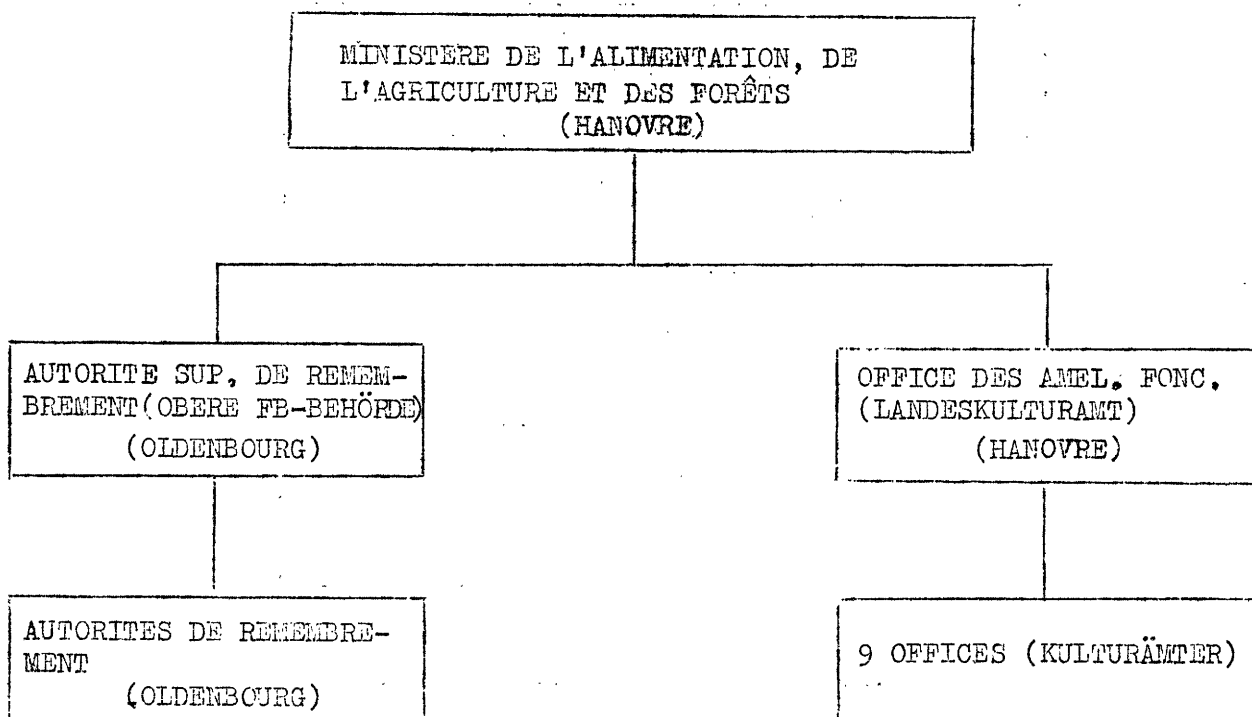 MINISTERE DE L'ALIMENTATION, DE
L'AGRICULTURE ET DES FORÊTS
(HANOVRE)
AUTORITE SUP. DE REMEM-
BREMENT (OBERE FB-BEHÖRDE)
(OLDENBOURG)
OFFICE DES AMEL. FONC.
(LANDESKULTURAMT)
(HANOVRE)
AUTORITES DE REMEMBRE-
MENT
(OLDENBOURG)
9 OFFICES (KULTURÄMTER)